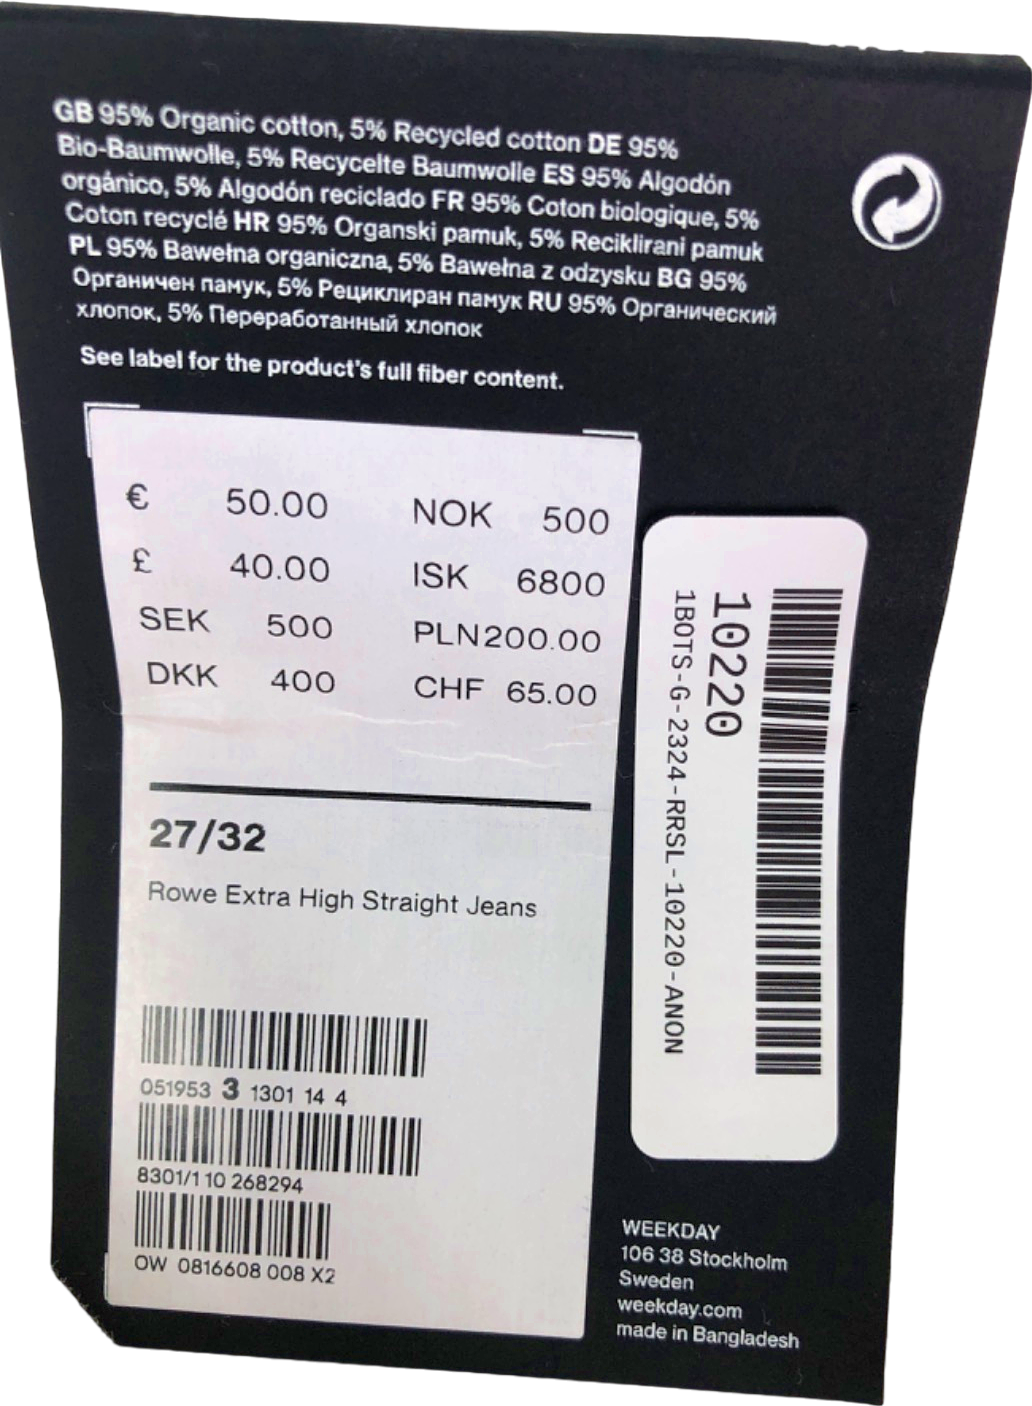 GB 95% Organic cotton, 5% Recycled cotton DE 95%
Bio-Baumwolle, 5% Recycelte Baumwolle ES 95% Algodón
orgánico, 5% Algodón reciclado FR 95% Coton biologique, 5%
Coton recyclé HR 95% Organski pamuk, 5% Reciklirani pamuk
PL 95% Bawełna organiczna, 5% Bawełna z odzysku BG 95%
Органичен памук, 5% Рециклиран памук RU 95% Органический
хлопок, 5% Переработанный хлопок
See label for the product's full fiber content.
€ 50.00 NOK 500
£ 40.00 ISK 6800
SEK 500 PLN 200.00
DKK 400 CHF 65.00
27/32
Rowe Extra High Straight Jeans
051953 3 1301 14 4
8301/1 10 268294
OW 0816608 008 X2
10220
1BOTS-G-2324-RRSL-10220-ANON
WEEKDAY
106 38 Stockholm
Sweden
weekday.com
made in Bangladesh